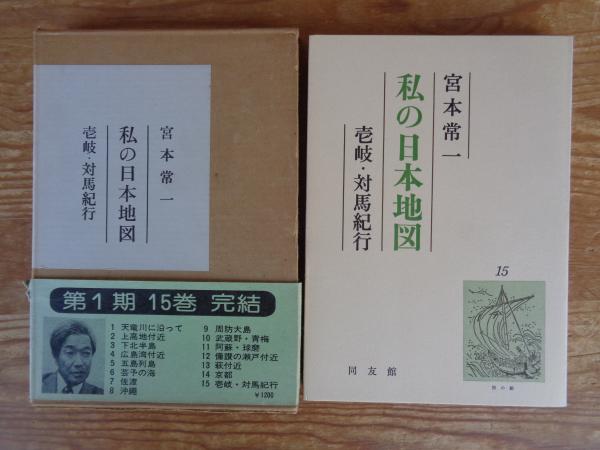 宮本常一
私の日本地図
壱岐・対馬紀行
第1期 15巻 完結
1 天竜川に沿って
2 上高地付近
3 下北半島
4 広島湾付近
5 五島列島
6 芸予の海
7 佐渡
8 沖縄
9 周防大島
10 武蔵野・青梅
11 阿蘇・球磨
12 備讃の瀬戸付近
13 萩付近
14 京都
15 壱岐・対馬紀行
¥1200
宮本常一
私の日本地図
壱岐・対馬紀行
15
同友館